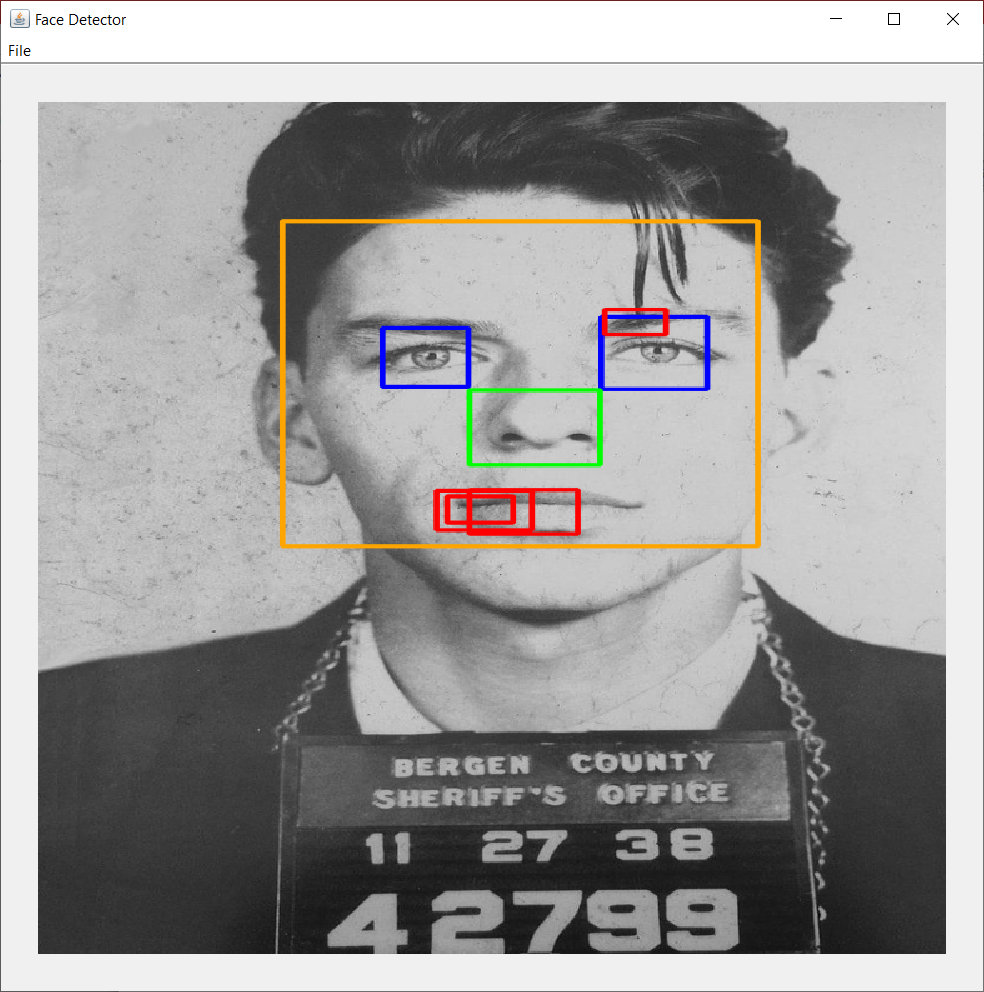 Face Detector
File
BERGEN COUNTY
SHERIFF'S OFFICE
11 27 38
42799